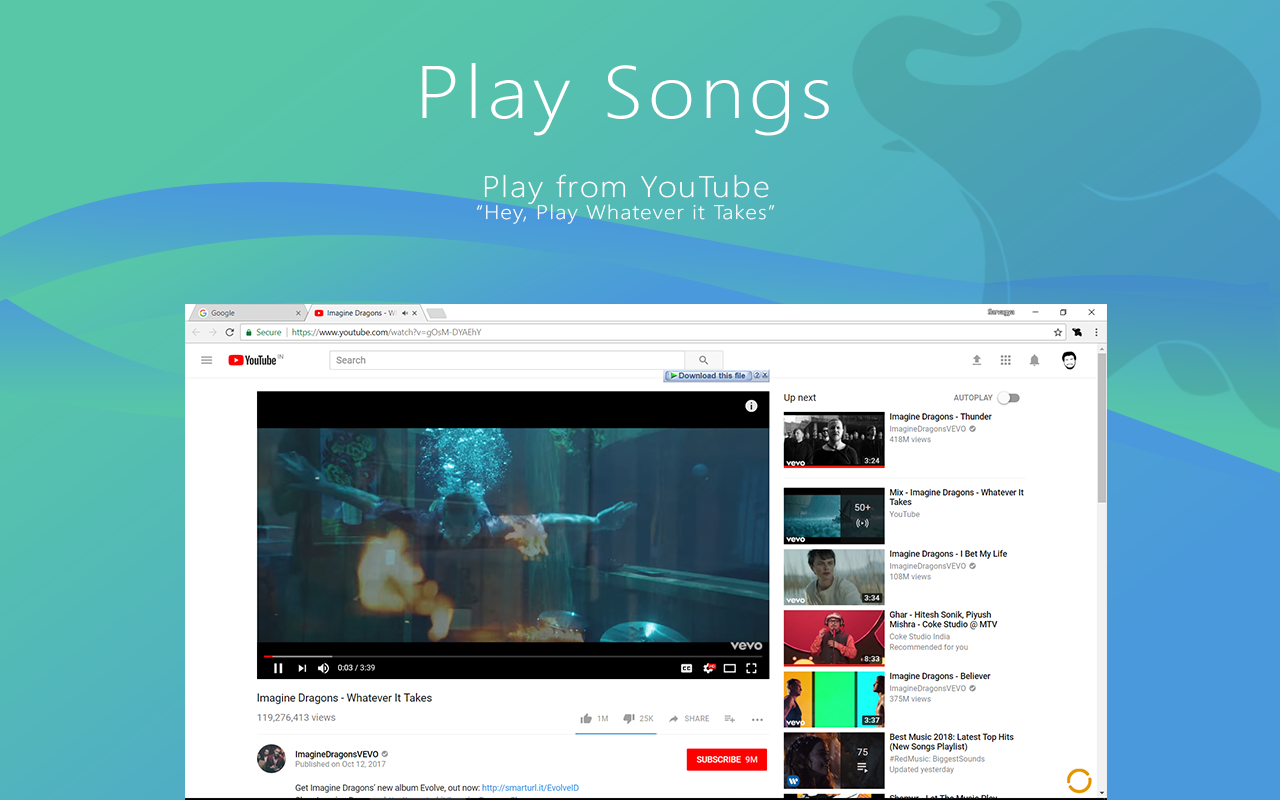 Play Songs
Play from YouTube
“Hey, Play Whatever it Takes”
Google
Imagine Dragons - W
Secure
https://www.youtube.com/watch?v=gOsM-DYAEhY
YouTube IN
Search
Download this file
Up next
AUTOPLAY
Imagine Dragons - Thunder
ImagineDragonsVEVO
418M views
vevo
3:24
Mix - Imagine Dragons - Whatever It
Takes
YouTube
50+
vevo
Imagine Dragons - I Bet My Life
ImagineDragonsVEVO
108M views
vevo
3:34
Ghar - Hitesh Sonik, Piyush
Mishra - Coke Studio @ MTV
Coke Studio India
Recommended for you
8:33
Imagine Dragons - Believer
ImagineDragonsVEVO
375M views
vevo
3:37
Best Music 2018: Latest Top Hits
(New Songs Playlist)
#RedMusic: BiggestSounds
Updated yesterday
75
vevo
0:03 / 3:39
CC
Imagine Dragons - Whatever It Takes
119,276,413 views
1M
25K
SHARE
ImagineDragonsVEVO
Published on Oct 12, 2017
SUBSCRIBE 9M
Get Imagine Dragons’ new album Evolve, out now: http://smarturl.it/EvolveID